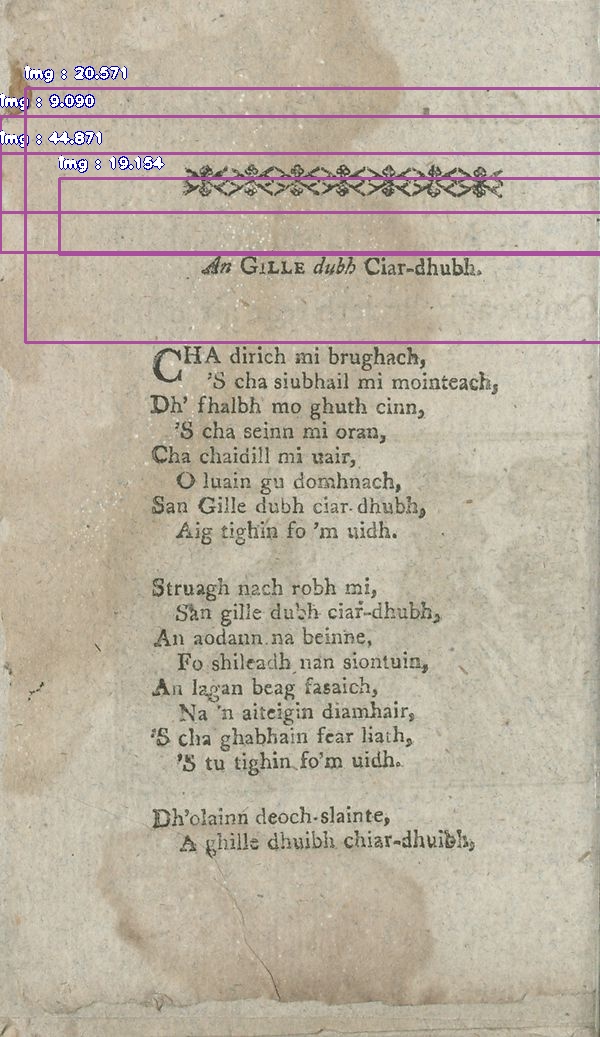 img : 20.571
img : 9.090
img : 44.871
img : 19.154
An GILLE dubh Ciar-dhubh.
CHA dirich mi brughach,
'S cha siubhail mi mointeach,
Dh' fhalbh mo ghuth cinn,
'S cha seinn mi oran,
Cha chaidill mi uair,
O luain gu domhnach,
San Gille dubh ciar-dhubh,
Aig tighin fo 'm uidh.
Struagh nach robh mi,
San gille dubh ciar-dhubh,
An aodann na beinne,
Fo shileadh nan siontuin,
An lagan beag fasaich,
Na 'n aiteigin diamhair,
'S cha ghabhain fear liath,
'S tu tighin fo'm uidh.
Dh'olainn deoch-slainte,
A ghille dhuibh chiar-dhuibh,